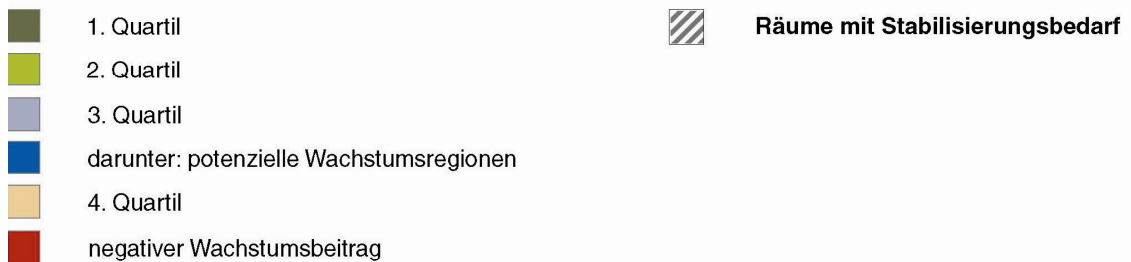 1. Quartil
2. Quartil
3. Quartil
darunter: potenzielle Wachstumsregionen
4. Quartil
negativer Wachstumsbeitrag
Räume mit Stabilisierungsbedarf